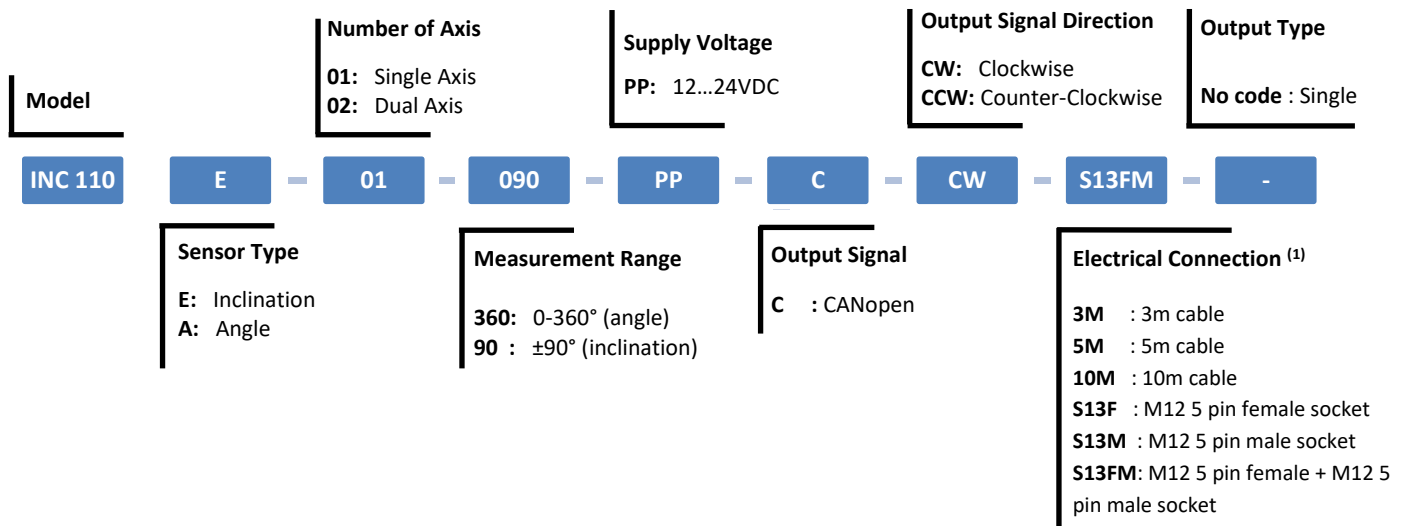 Model
Number of Axis
01: Single Axis
02: Dual Axis
Supply Voltage
PP: 12...24VDC
Output Signal Direction
CW: Clockwise
CCW: Counter-Clockwise
Output Type
No code : Single
INC 110 E - 01 - 090 - PP - C - CW - S13FM - -
Sensor Type
E: Inclination
A: Angle
Measurement Range
360: 0-360° (angle)
90 : ±90° (inclination)
Output Signal
C : CANopen
Electrical Connection (1)
3M : 3m cable
5M : 5m cable
10M : 10m cable
S13F : M12 5 pin female socket
S13M : M12 5 pin male socket
S13FM: M12 5 pin female + M12 5
pin male socket